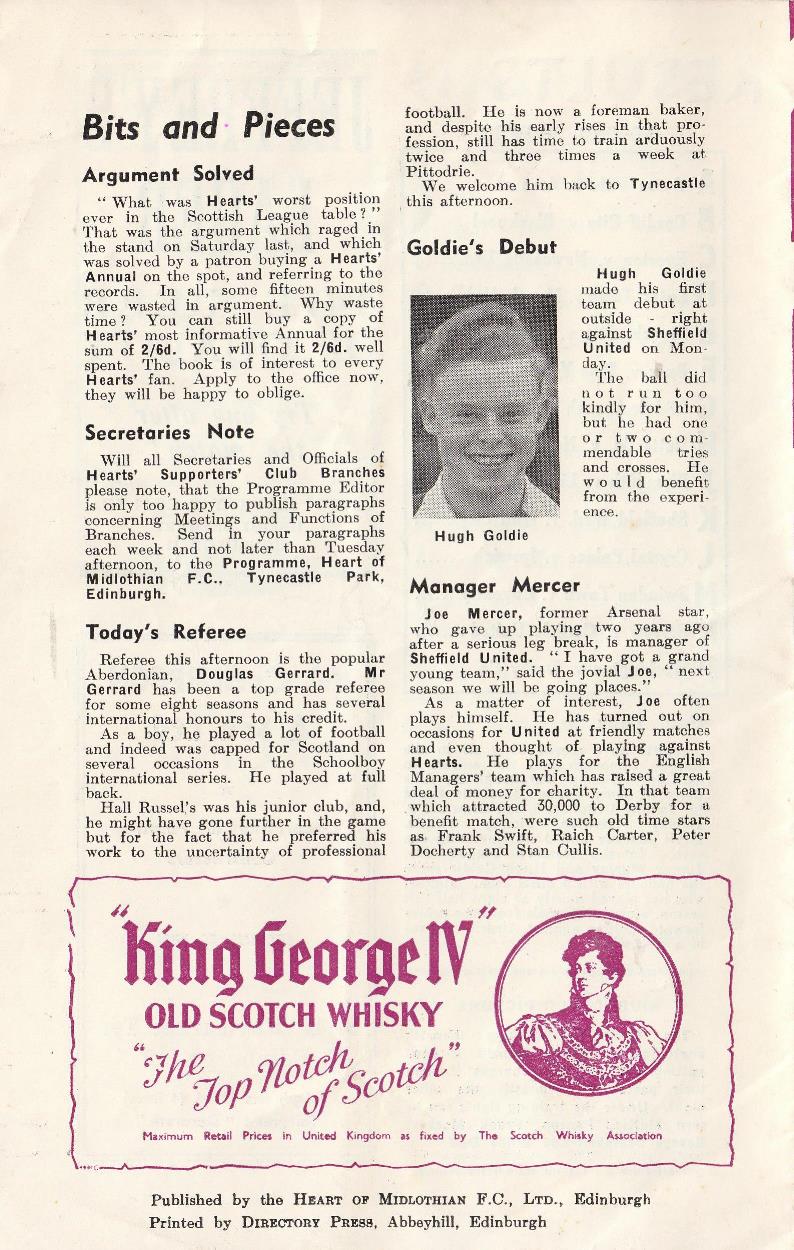 Bits and Pieces
Argument Solved
" What was Hearts' worst position
ever in the Scottish League table ? "
That was the argument which raged in
the stand on Saturday last, and which
was solved by a patron buying a Hearts'
Annual on the spot, and referring to the
records. In all, some fifteen minutes
were wasted in argument. Why waste
time ? You can still buy a copy of
Hearts' most informative Annual for the
sum of 2/6d. You will find it 2/6d. well
spent. The book is of interest to every
Hearts' fan. Apply to the office now,
they will be happy to oblige.
Secretaries Note
Will all Secretaries and Officials of
Hearts' Supporters' Club Branches
please note, that the Programme Editor
is only too happy to publish paragraphs
concerning Meetings and Functions of
Branches. Send in your paragraphs
each week and not later than Tuesday
afternoon, to the Programme, Heart of
Midlothian F.C., Tynecastle Park,
Edinburgh.
Today's Referee
Referee this afternoon is the popular
Aberdonian, Douglas Gerrard. Mr
Gerrard has been a top grade referee
for some eight seasons and has several
international honours to his credit.
As a boy, he played a lot of football
and indeed was capped for Scotland on
several occasions in the Schoolboy
international series. He played at full
back.
Hall Russel's was his junior club, and,
he might have gone further in the game
but for the fact that he preferred his
work to the uncertainty of professional
football. He is now a foreman baker,
and despite his early rises in that pro-
fession, still has time to train arduously
twice and three times a week at
Pittodrie.
We welcome him back to Tynecastle
this afternoon.
Goldie's Debut
Hugh Goldie
made his first
team debut at
outside - right
against Sheffield
United on Mon-
day.
The ball did
not run too
kindly for him,
but he had one
or two com-
mendable tries
and crosses. He
would benefit
from the experi-
ence.
Hugh Goldie
Manager Mercer
Joe Mercer, former Arsenal star,
who gave up playing two years ago
after a serious leg break, is manager of
Sheffield United. " I have got a grand
young team," said the jovial Joe, " next
season we will be going places."
As a matter of interest, Joe often
plays himself. He has turned out on
occasions for United at friendly matches
and even thought of playing against
Hearts. He plays for the English
Managers' team which has raised a great
deal of money for charity. In that team
which attracted 30,000 to Derby for a
benefit match, were such old time stars
as Frank Swift, Raich Carter, Peter
Docherty and Stan Cullis.
"King George IV"
OLD SCOTCH WHISKY
"The
Top Notch
of Scotch"
Maximum Retail Prices in United Kingdom as fixed by The Scotch Whisky Association
Published by the HEART OF MIDLOTHIAN F.C., LTD., Edinburgh
Printed by DIRECTORY PRESS, Abbeyhill, Edinburgh